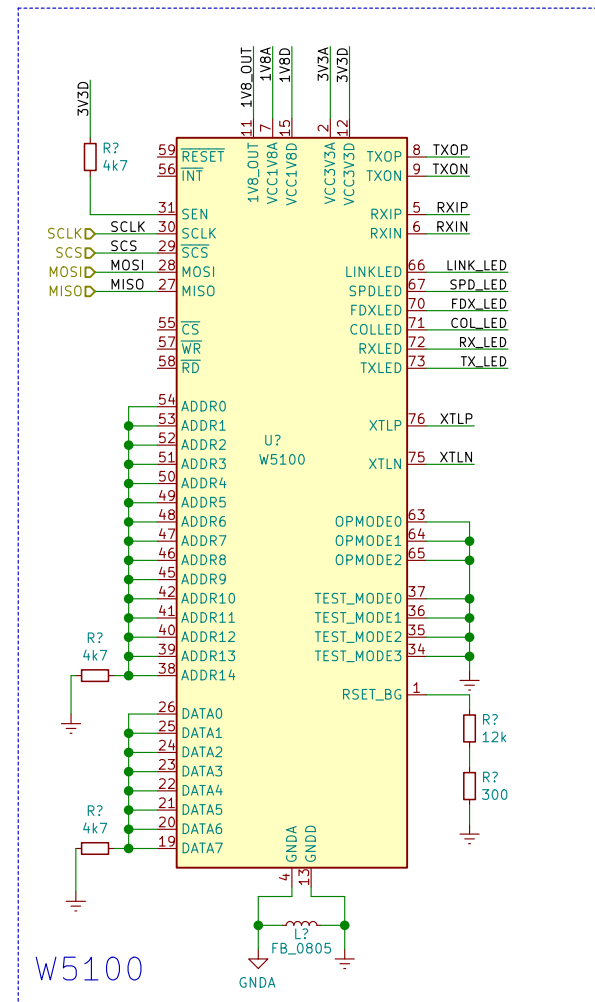 1V8_OUT
1V8A
1V8D
3V3A
3V3D
3V3D
11
7
15
2
12
R?
4k7
59 RESET
56 INT
31 SEN
SCLK SCLK 30 SCLK
SCS SCS 29 SCS
MOSI MOSI 28 MOSI
MISO MISO 27 MISO
55 CS
57 WR
58 RD
54 ADDR0
53 ADDR1
52 ADDR2
51 ADDR3
50 ADDR4
49 ADDR5
48 ADDR6
47 ADDR7
46 ADDR8
45 ADDR9
42 ADDR10
41 ADDR11
40 ADDR12
39 ADDR13
38 ADDR14
R?
4k7
26 DATA0
25 DATA1
24 DATA2
23 DATA3
22 DATA4
21 DATA5
20 DATA6
19 DATA7
R?
4k7
1V8_OUT
VCC1V8A
VCC1V8D
VCC3V3A
VCC3V3D
U?
W5100
TXOP 8 TXOP
TXON 9 TXON
RXIP 5 RXIP
RXIN 6 RXIN
LINKLED 66 LINK_LED
SPDLED 67 SPD_LED
FDXLED 70 FDX_LED
COLLED 71 COL_LED
RXLED 72 RX_LED
TXLED 73 TX_LED
XTLP 76 XTLP
XTLN 75 XTLN
OPMODE0 63
OPMODE1 64
OPMODE2 65
TEST_MODE0 37
TEST_MODE1 36
TEST_MODE2 35
TEST_MODE3 34
RSET_BG 1
R?
12k
R?
300
GNDA
GNDD
4
13
L?
FB_0805
GNDA
W5100